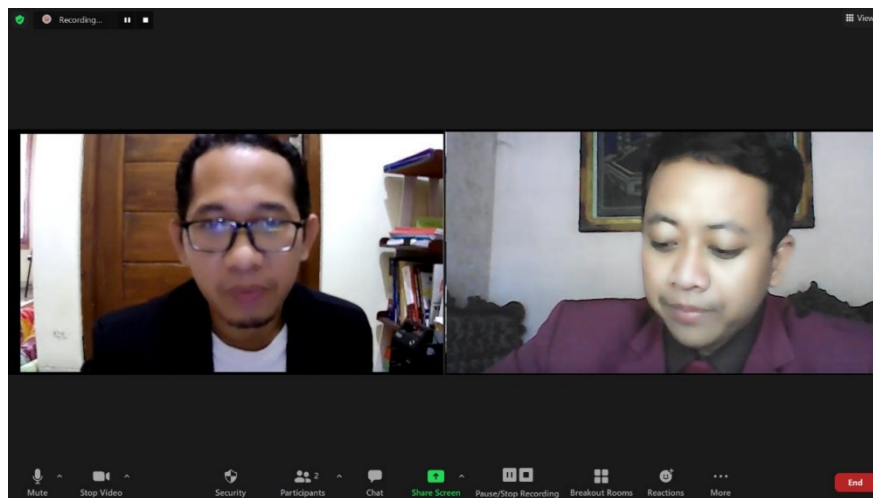 Recording...
View
2
Mute
Stop Video
Security
Participants
Chat
Share Screen
Pause/Stop Recording
Breakout Rooms
Reactions
More
End